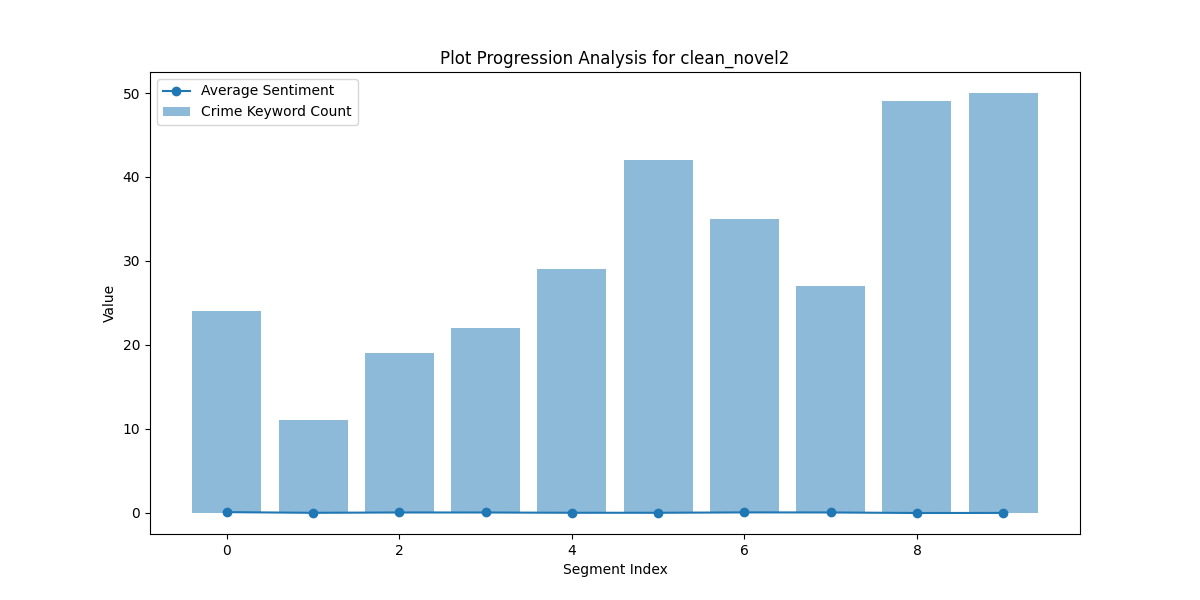 Plot Progression Analysis for clean_novel2
Average Sentiment
Crime Keyword Count
50
40
30
20
10
0
Value
0 2 4 6 8
Segment Index